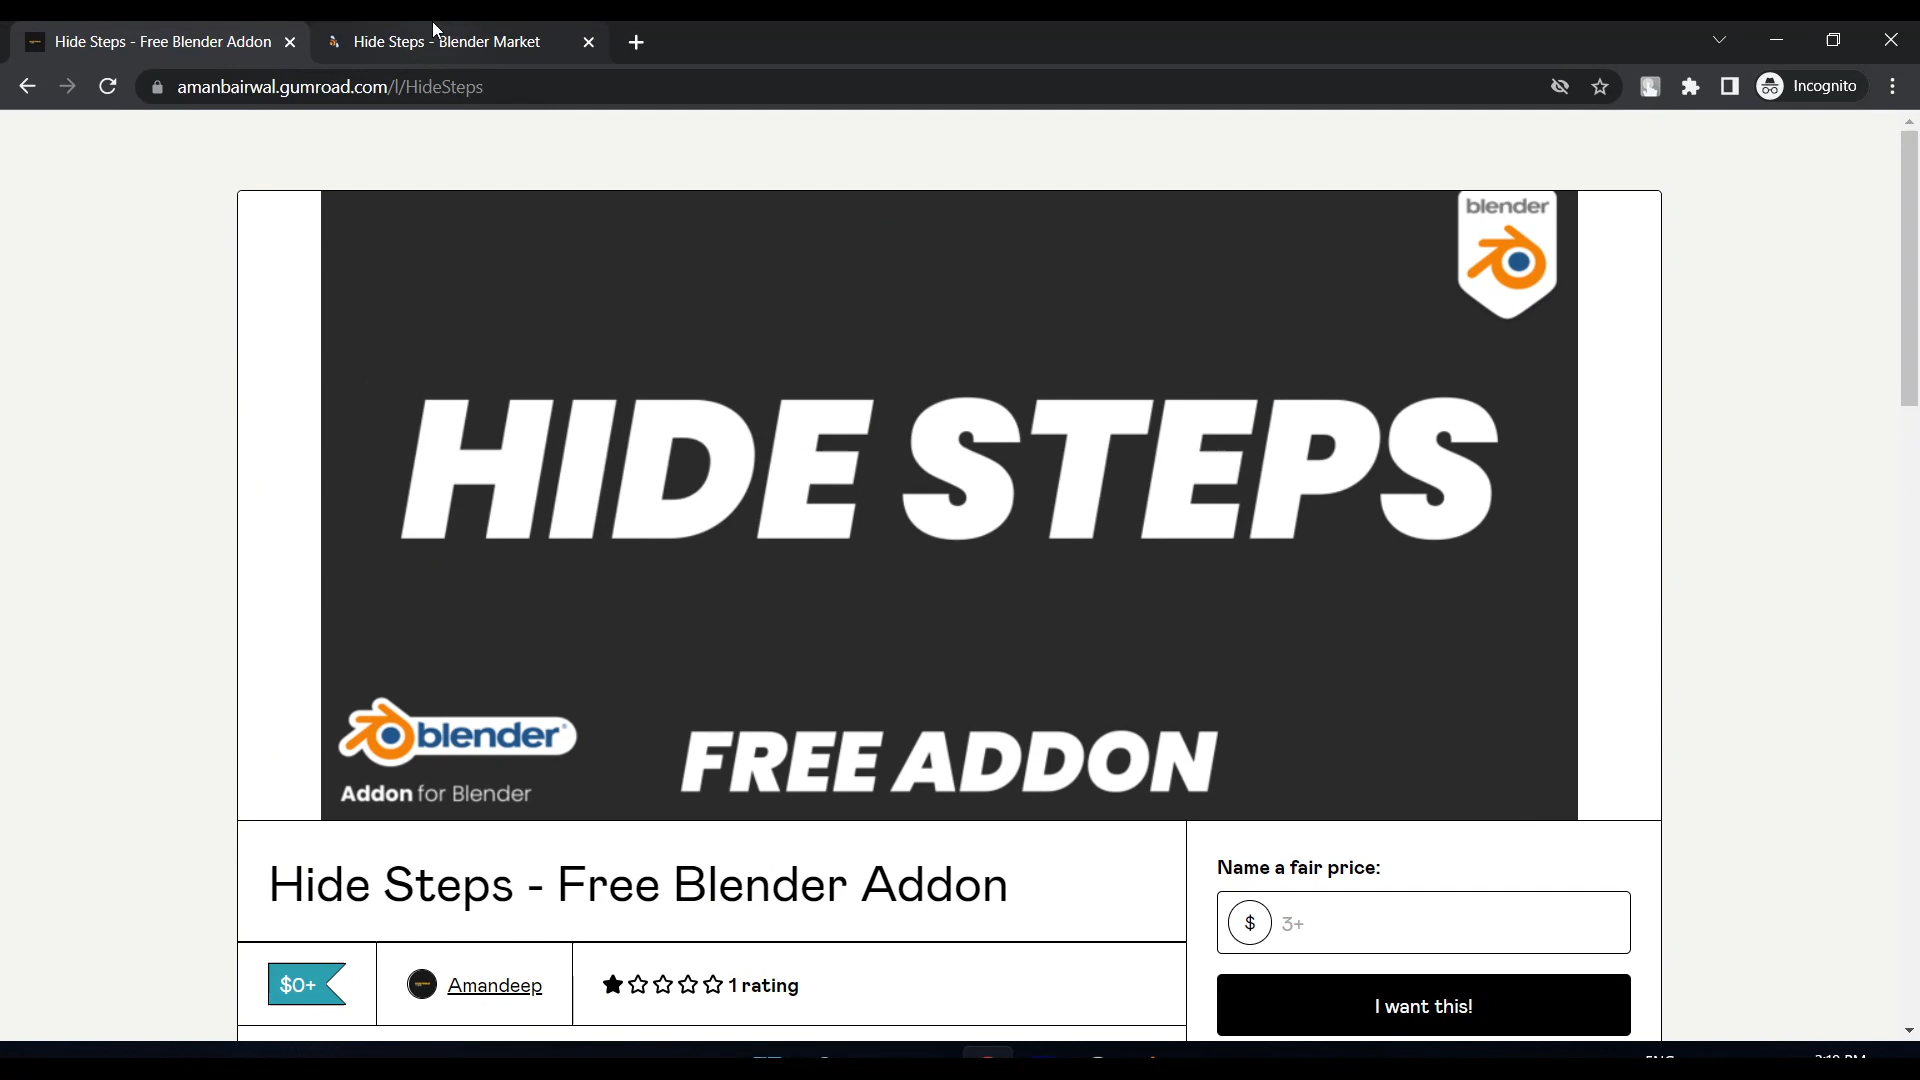 Hide Steps - Free Blender Addon
Hide Steps - Blender Market
amanbairwal.gumroad.com/l/HideSteps
Incognito
blender
HIDE STEPS
blender
Addon for Blender
FREE ADDON
Hide Steps - Free Blender Addon
Name a fair price:
$ 3+
$0+
Amandeep
1 rating
I want this!